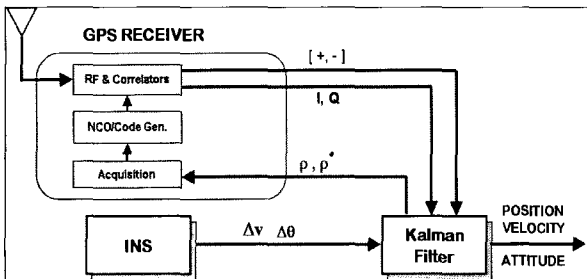 GPS RECEIVER
RF & Correlators
[ +, - ]
I, Q
NCO/Code Gen.
Acquisition
ρ , ρ•
INS
Δv Δθ
Kalman
Filter
POSITION
VELOCITY
ATTITUDE